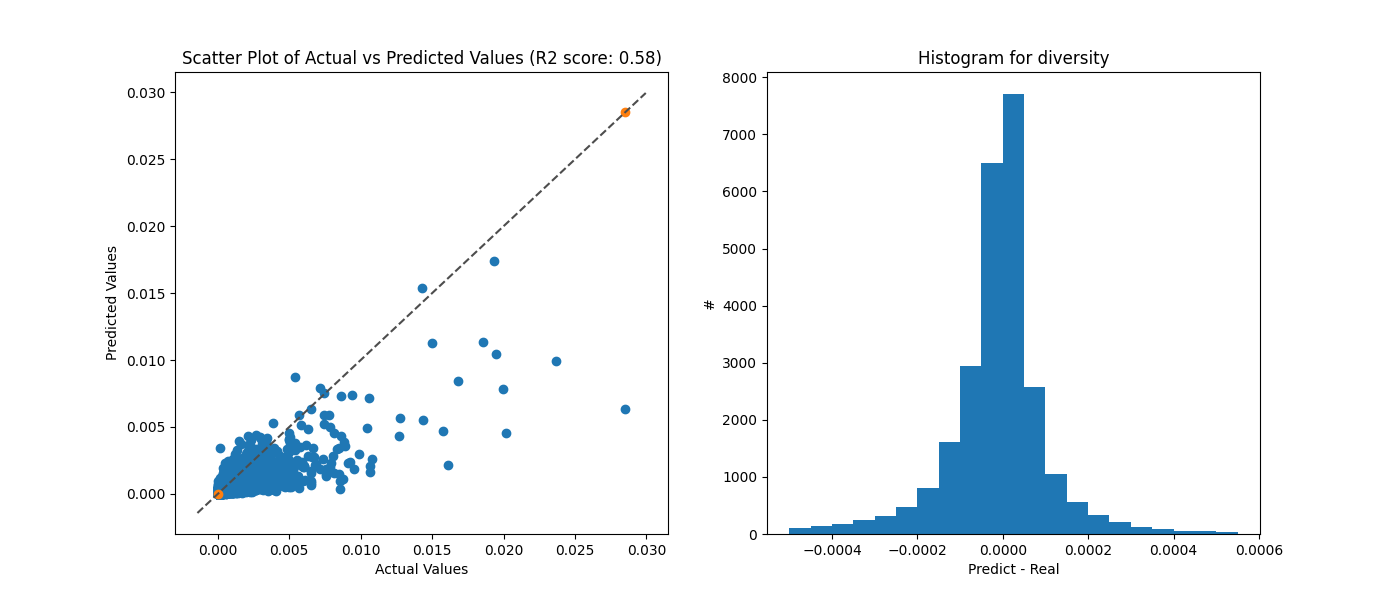 Scatter Plot of Actual vs Predicted Values (R2 score: 0.58)
0.030
0.025
0.020
0.015
0.010
0.005
0.000
Predicted Values
0.000 0.005 0.010 0.015 0.020 0.025 0.030
Actual Values
Histogram for diversity
8000
7000
6000
5000
4000
3000
2000
1000
0
#
−0.0004 −0.0002 0.0000 0.0002 0.0004 0.0006
Predict - Real